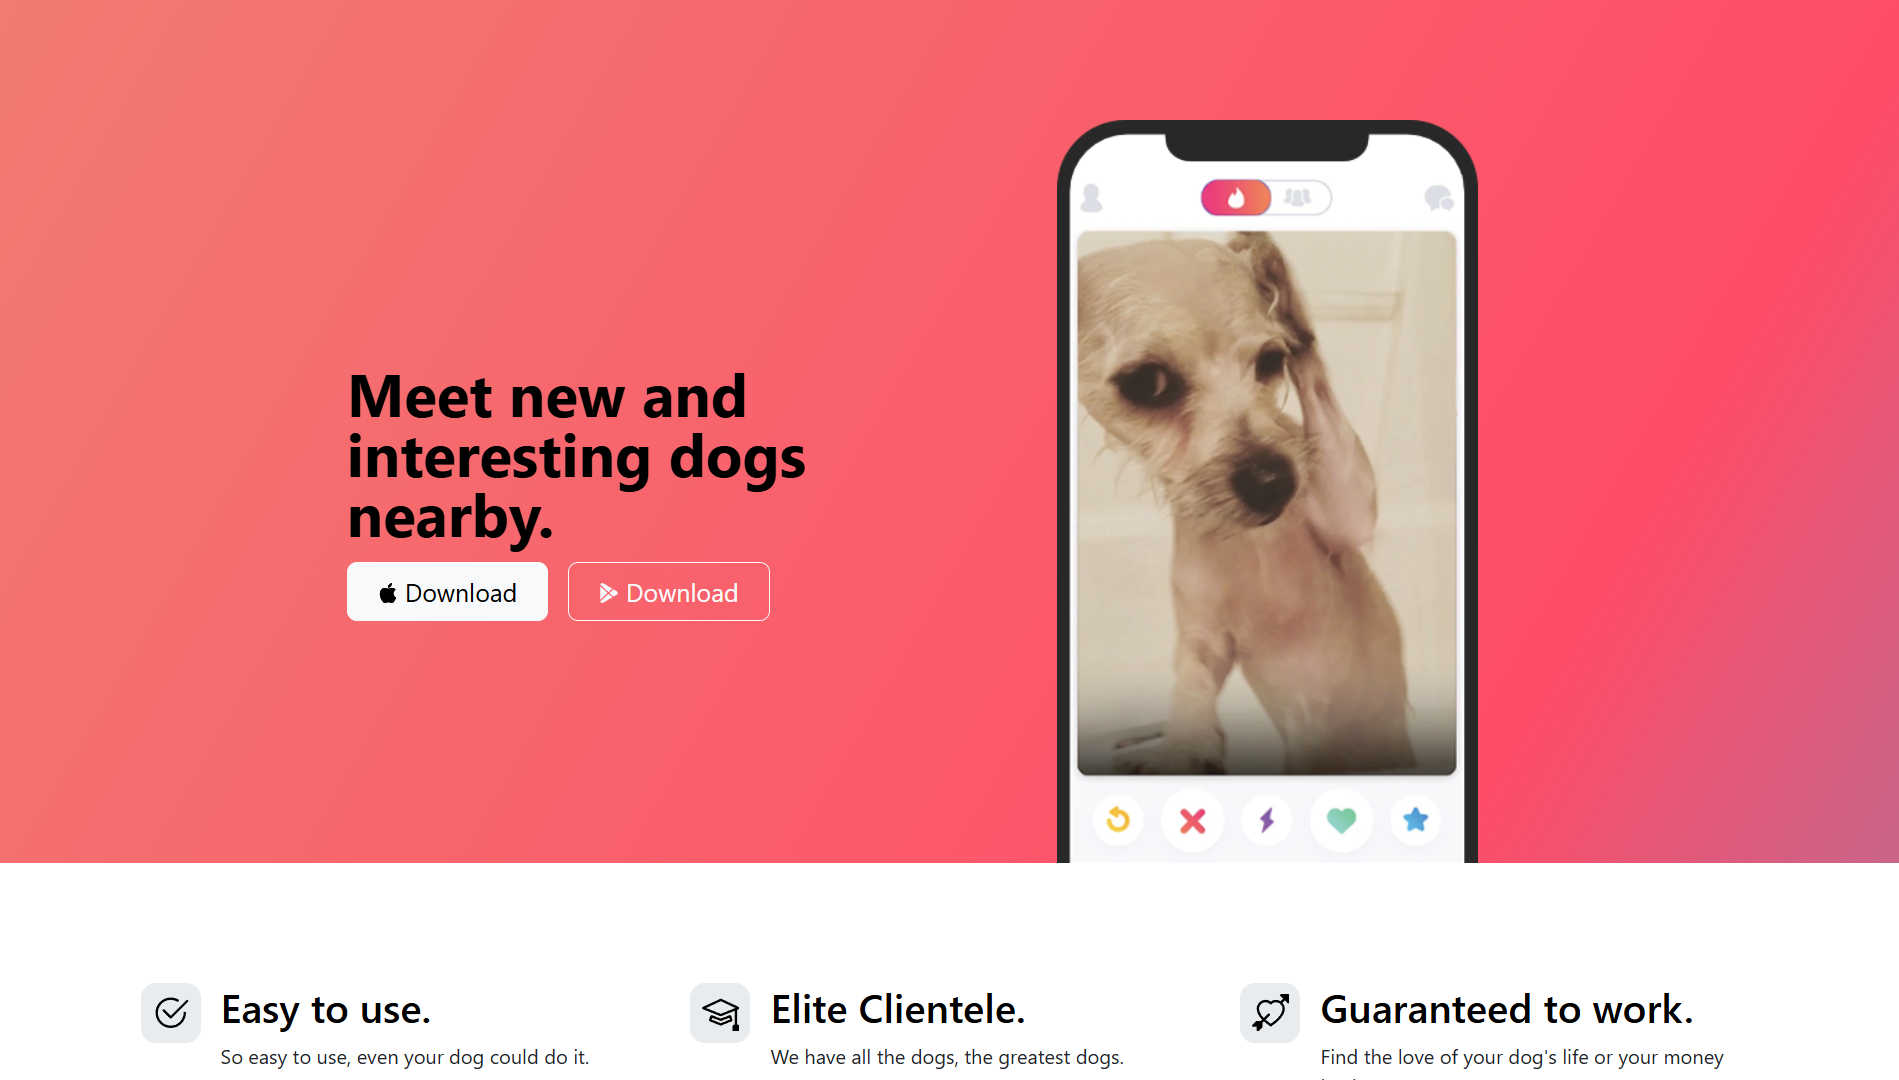 Meet new and
interesting dogs
nearby.
Download
Download
Easy to use.
So easy to use, even your dog could do it.
Elite Clientele.
We have all the dogs, the greatest dogs.
Guaranteed to work.
Find the love of your dog's life or your money